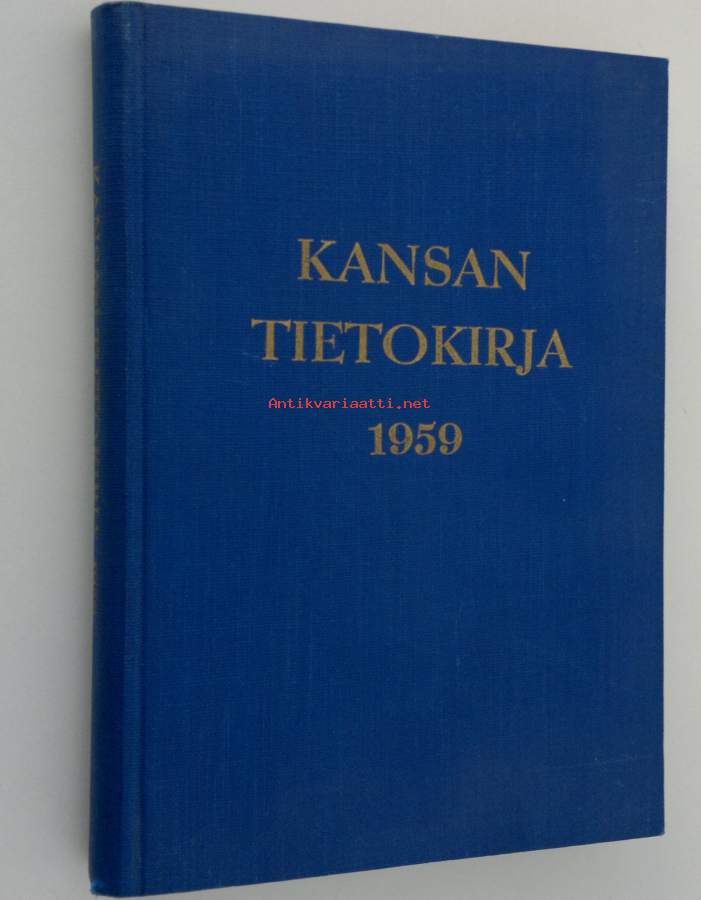 KANSAN
TIETOKIRJA
Antikvariaatti.net
1959